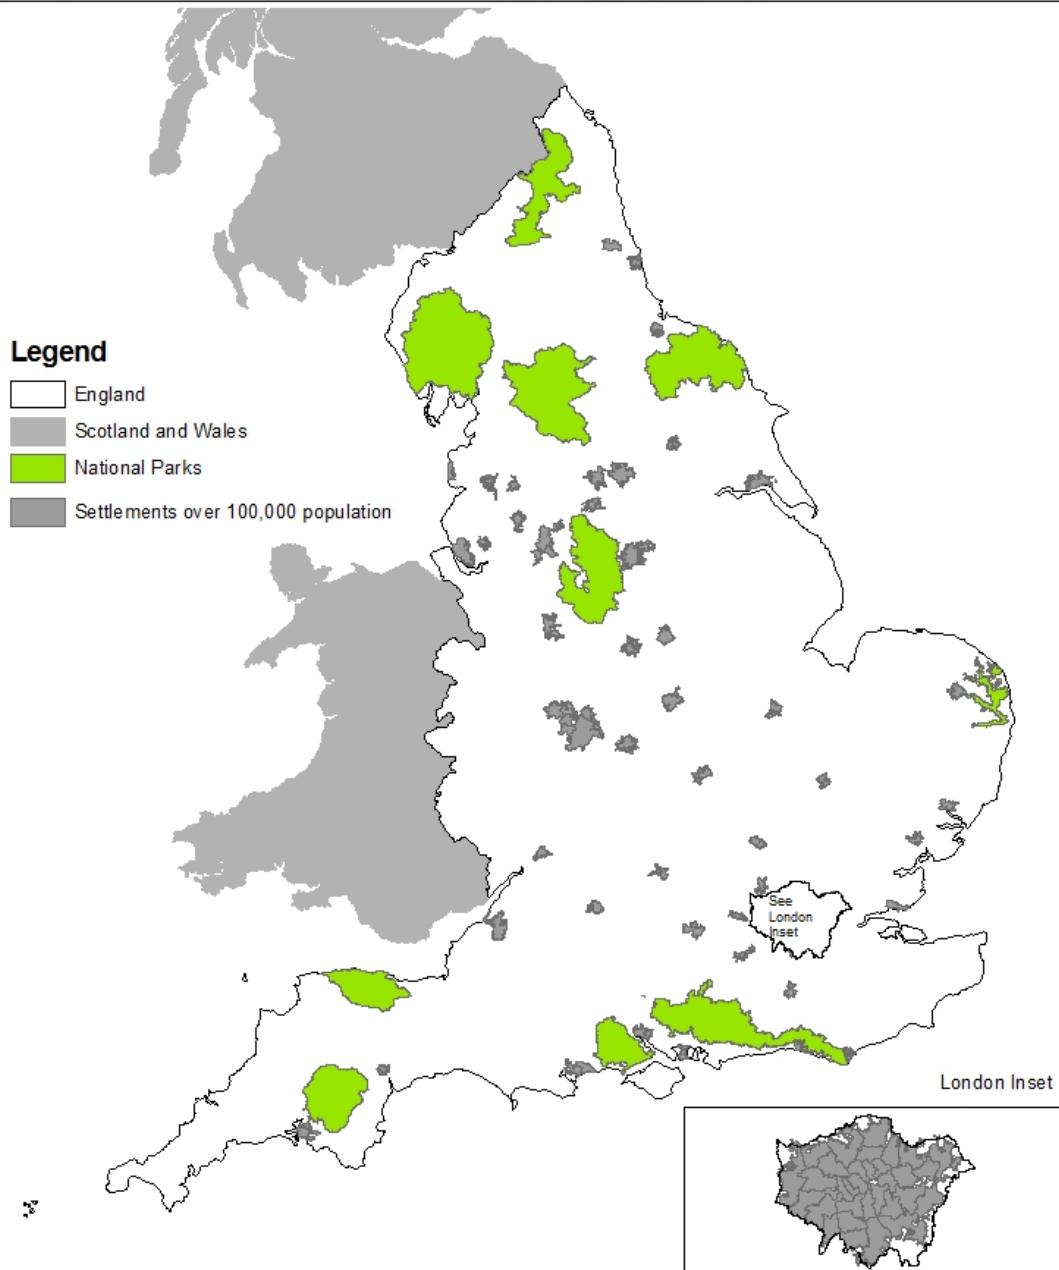 Legend
England
Scotland and Wales
National Parks
Settlements over 100,000 population
See
London
Inset
London Inset